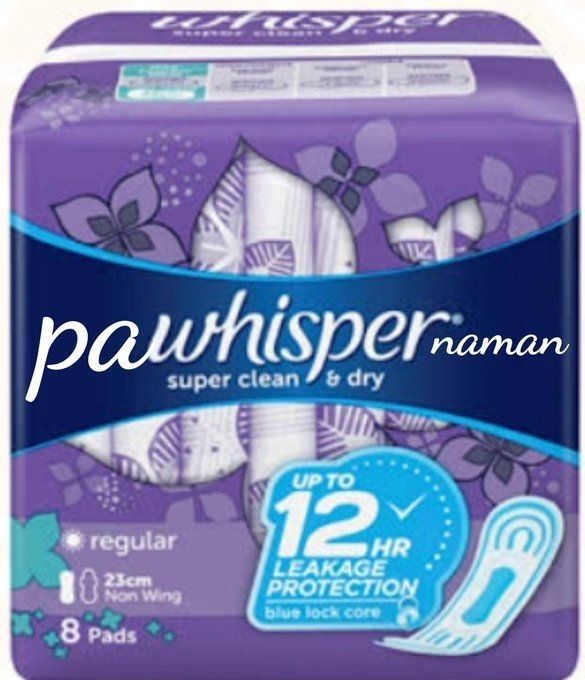 pawhisper
super clean & dry
pawhisper® naman
super clean & dry
UP TO
12 HR
LEAKAGE
PROTECTION
blue lock core
regular
23cm
Non Wing
8 Pads